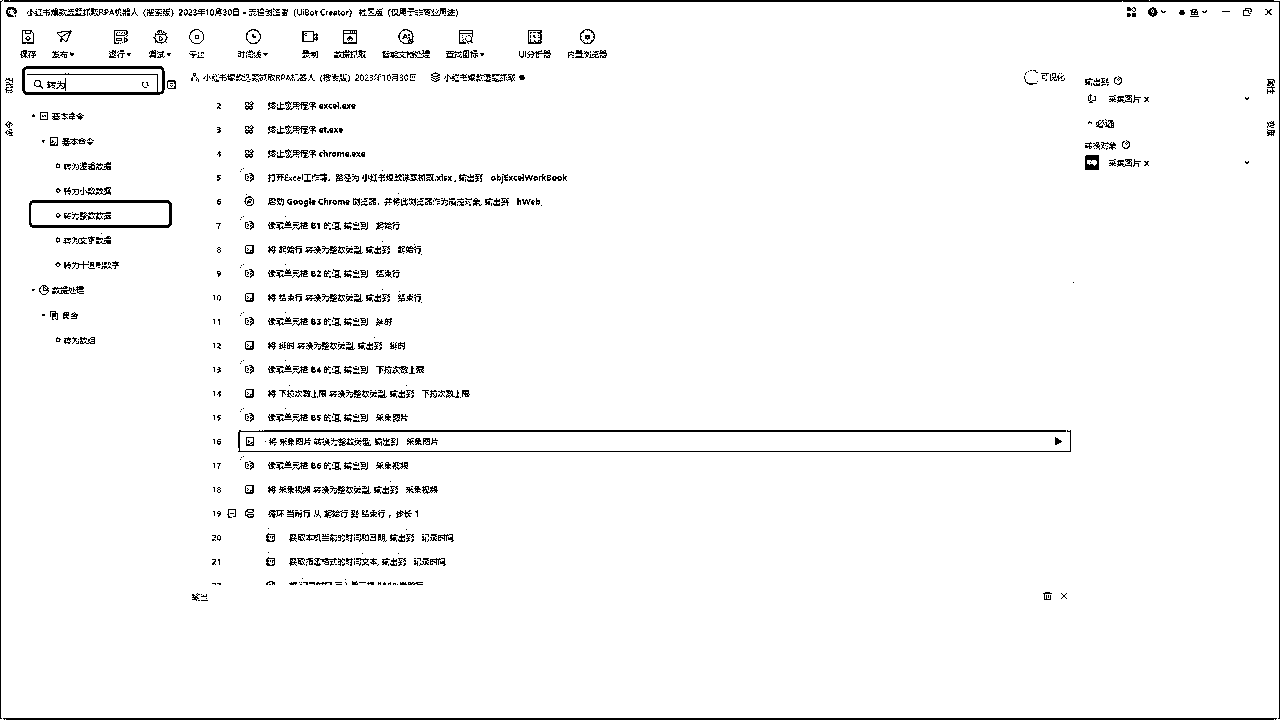 小红书爆款选题抓取RPA机器人（搜索版）2023年10月30日 - 流程创造者（UiBot Creator）社区版（仅用于非商业用途）
保存 发布 运行 调试 停止 时间线 录制 数据抓取 智能文档处理 查找图标 UI分析器 内置浏览器
转为
小红书爆款选题抓取RPA机器人（搜索版）2023年10月30日 小红书爆款选题抓取
可视化
基本命令
基本命令
转为逻辑数据
转为小数数据
转为整数数据
转为文字数据
转为十进制数字
数据处理
集合
转为数组
2 终止应用程序 excel.exe
3 终止应用程序 et.exe
4 终止应用程序 chrome.exe
5 打开Excel工作簿，路径为 小红书爆款选题抓取.xlsx，输出到 objExcelWorkBook
6 启动 Google Chrome 浏览器，并将此浏览器作为操控对象，输出到 hWeb
7 读取单元格 B1 的值, 输出到 起始行
8 将 起始行 转换为整数类型, 输出到 起始行
9 读取单元格 B2 的值, 输出到 结束行
10 将 结束行 转换为整数类型, 输出到 结束行
11 读取单元格 B3 的值, 输出到 延时
12 将 延时 转换为整数类型, 输出到 延时
13 读取单元格 B4 的值, 输出到 下拉次数上限
14 将 下拉次数上限 转换为整数类型, 输出到 下拉次数上限
15 读取单元格 B5 的值, 输出到 采集图片
16 将 采集图片 转换为整数类型, 输出到 采集图片
17 读取单元格 B6 的值, 输出到 采集视频
18 将 采集视频 转换为整数类型, 输出到 采集视频
19 循环 当前行 从 起始行 到 结束行，步长 1
20 获取本机当前的时间和日期, 输出到 记录时间
21 获取指定格式的时间文本, 输出到 记录时间
输出
输出到
采集图片 x
必选
转换对象
采集图片 x